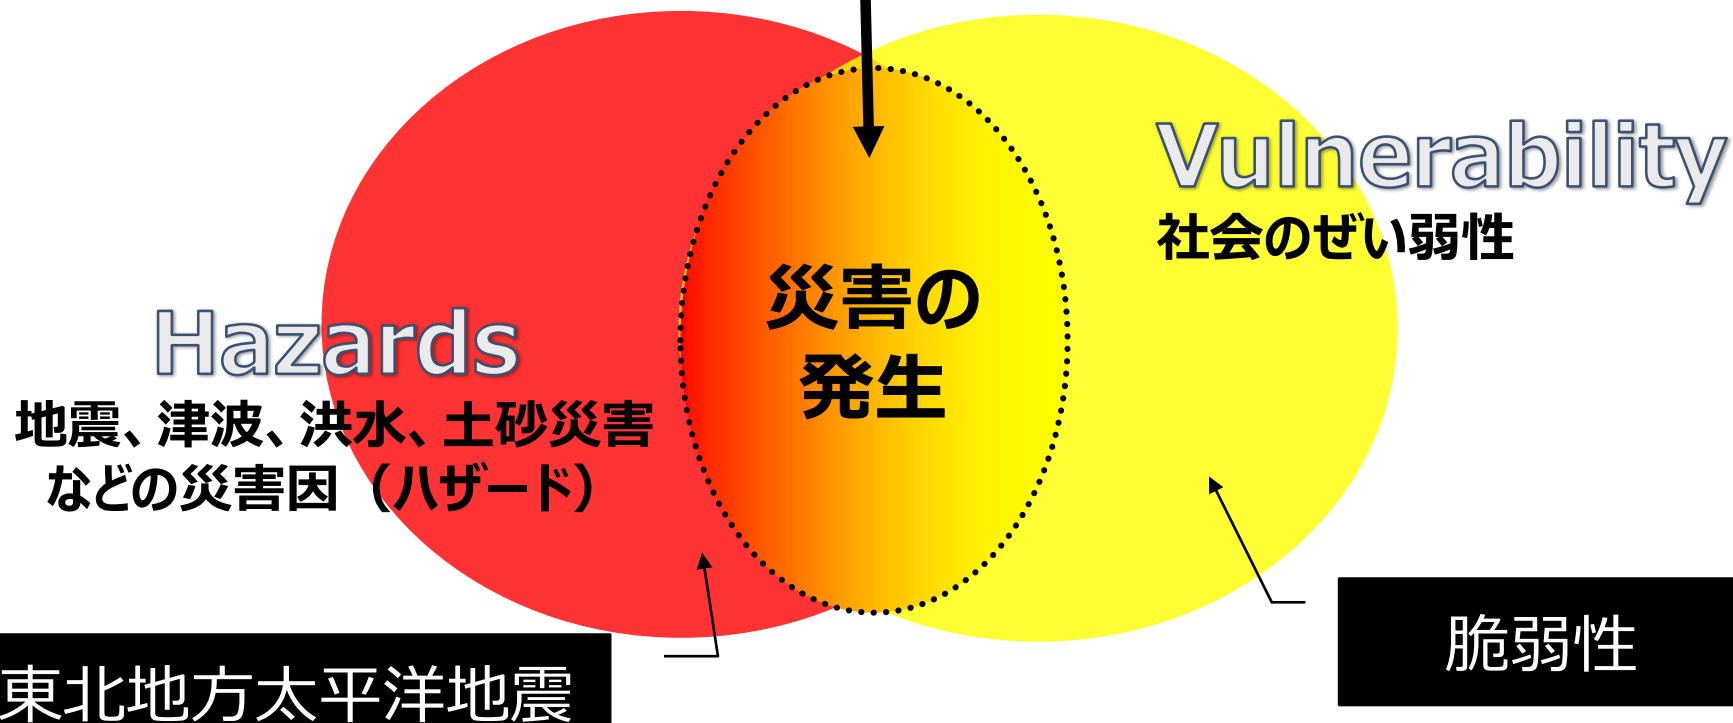 Vulnerability
社会のぜい弱性
災害の
発生
Hazards
地震、津波、洪水、土砂災害
などの災害因（ハザード）
脆弱性
東北地方太平洋地震